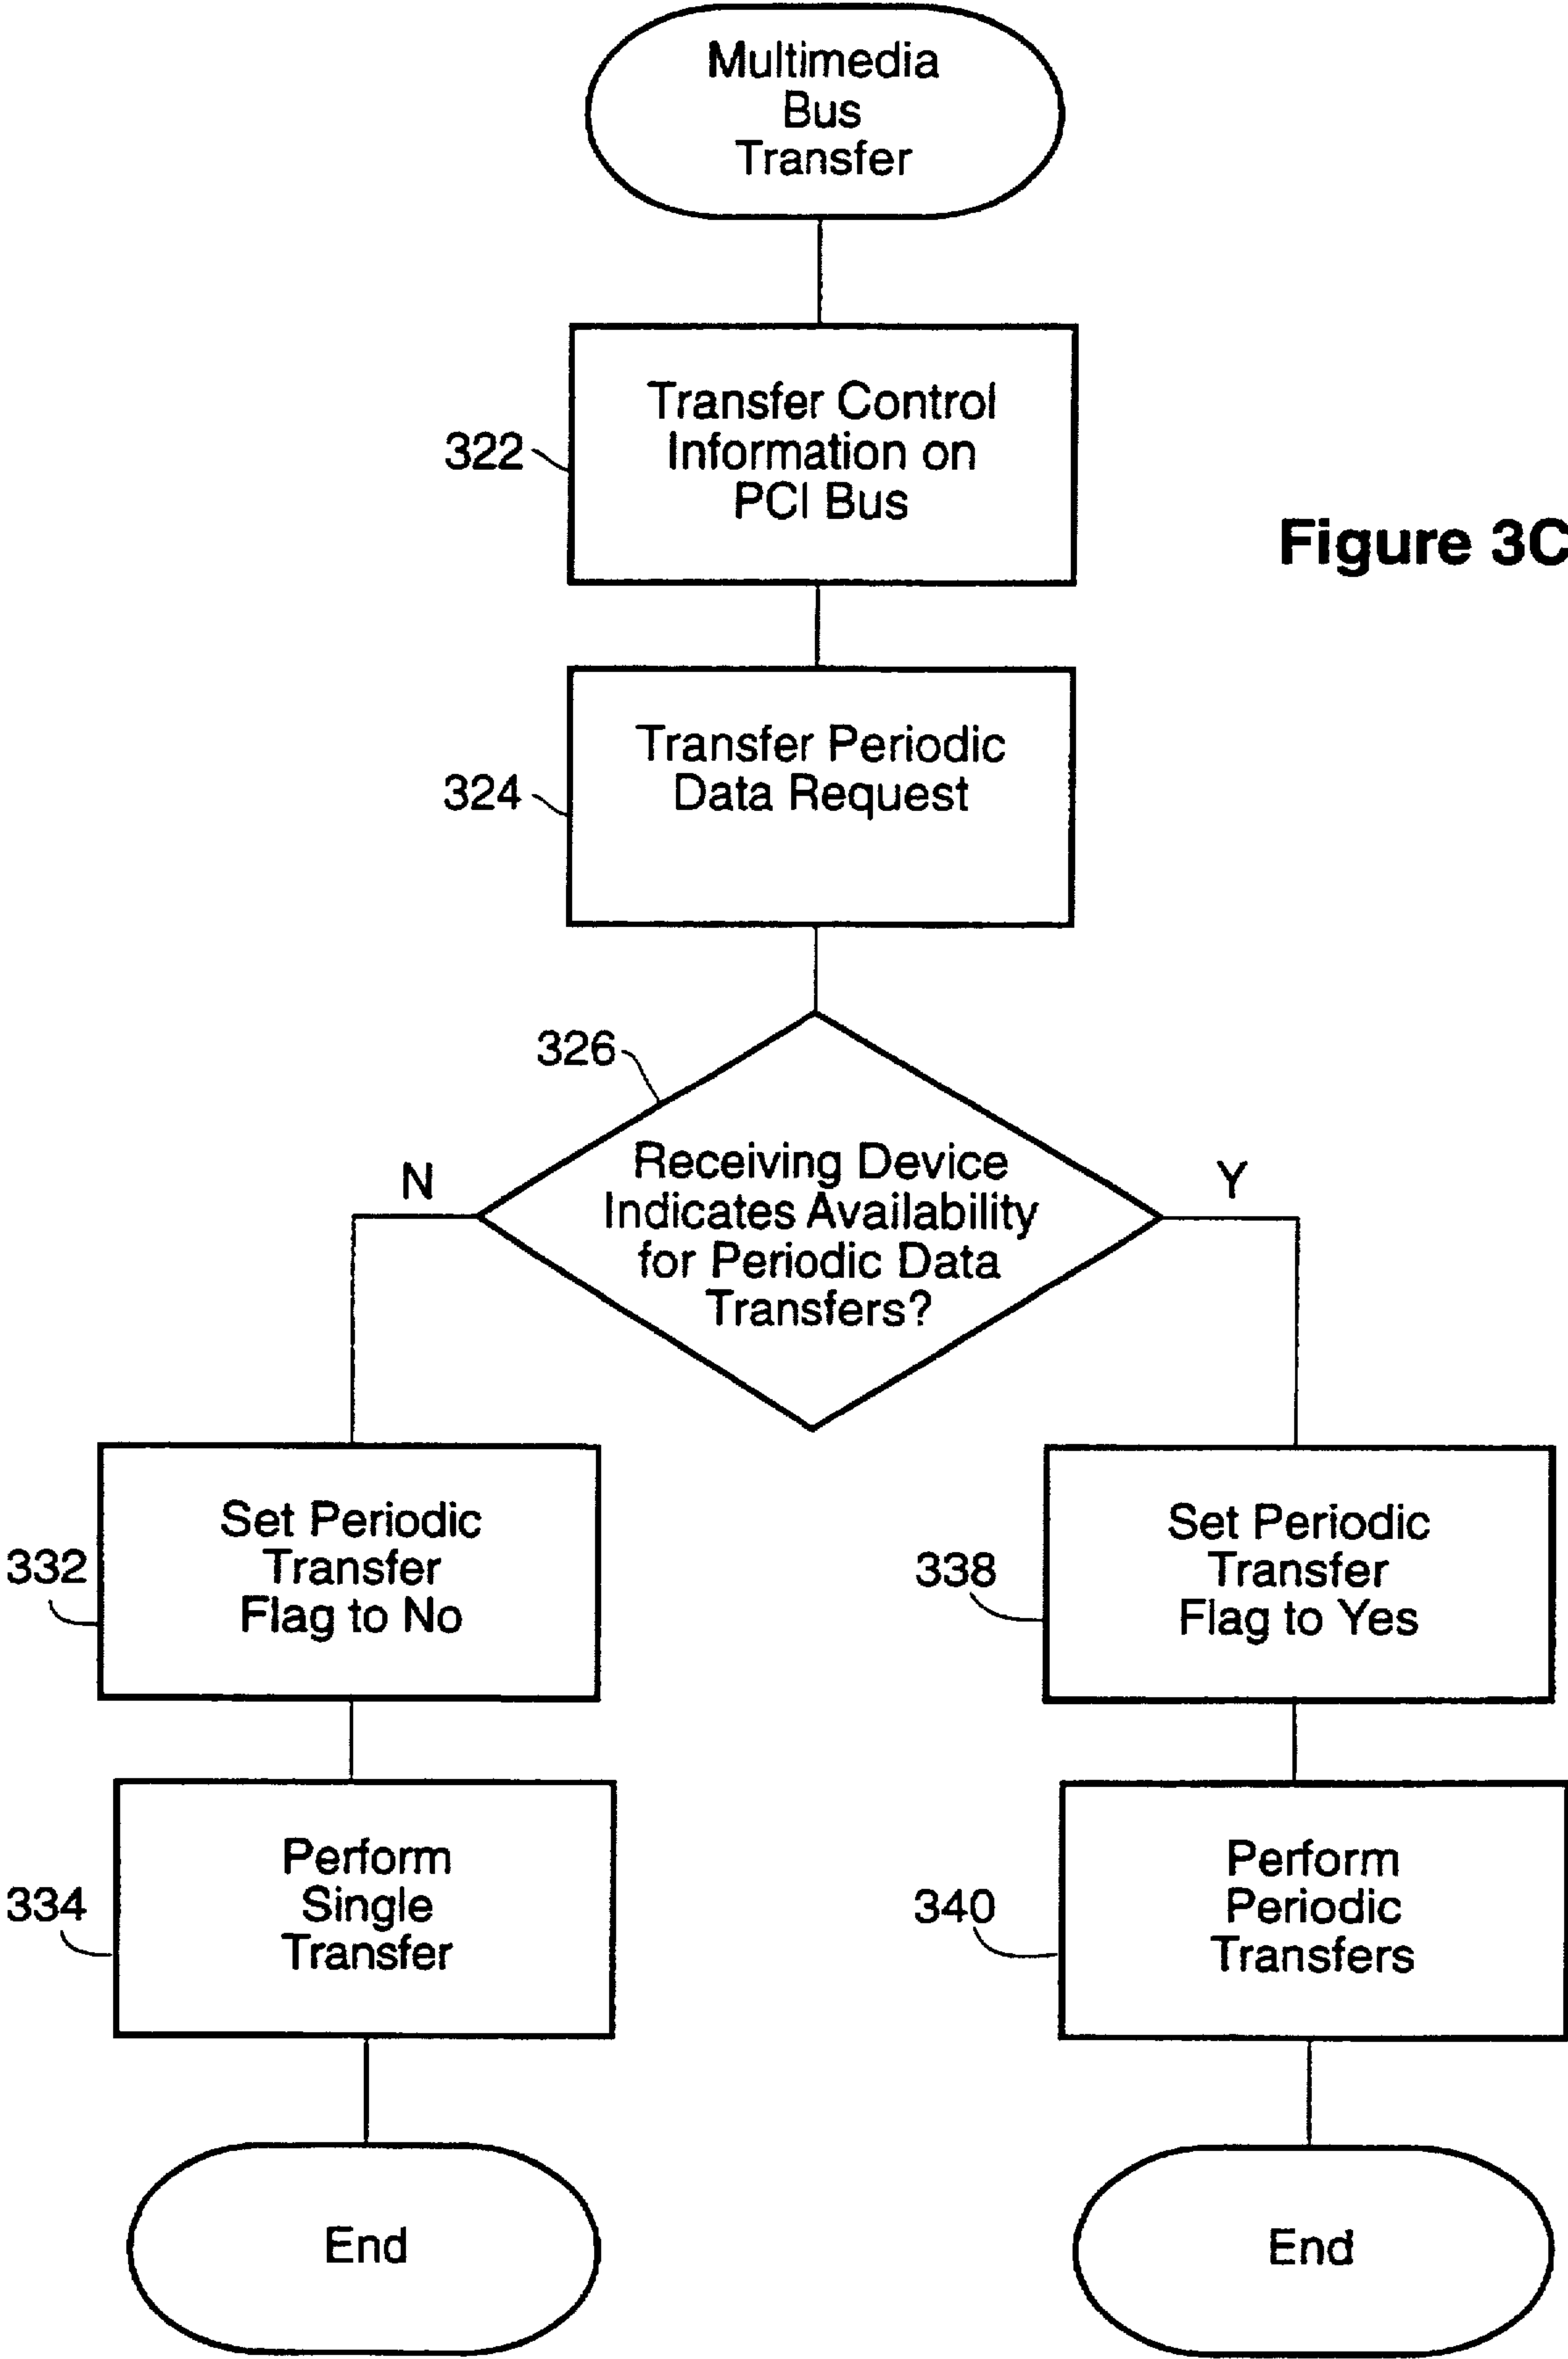 Multimedia
Bus
Transfer
322
Transfer Control
Information on
PCI Bus
Figure 3C
324
Transfer Periodic
Data Request
326
N
Receiving Device
Indicates Availability
for Periodic Data
Transfers?
Y
332
Set Periodic
Transfer
Flag to No
338
Set Periodic
Transfer
Flag to Yes
334
Perform
Single
Transfer
340
Perform
Periodic
Transfers
End
End